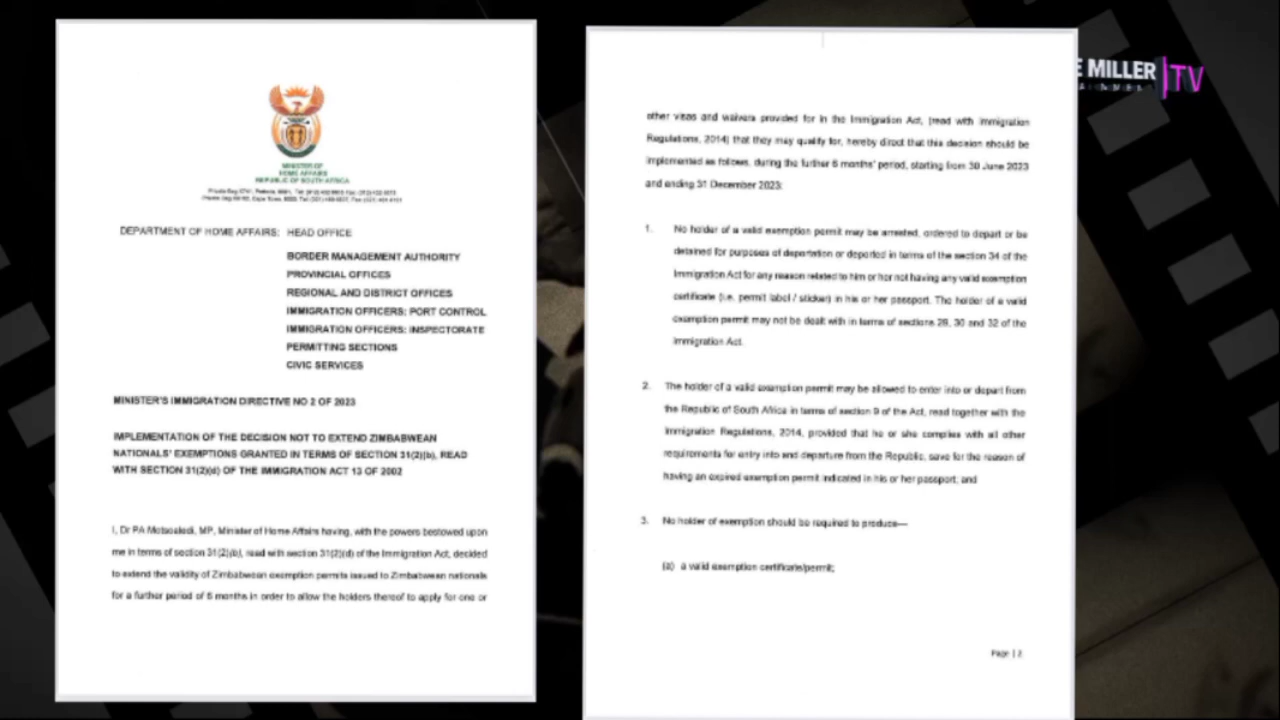 MINISTER OF
HOME AFFAIRS
REPUBLIC OF SOUTH AFRICA
DEPARTMENT OF HOME AFFAIRS: HEAD OFFICE
BORDER MANAGEMENT AUTHORITY
PROVINCIAL OFFICES
REGIONAL AND DISTRICT OFFICES
IMMIGRATION OFFICERS: PORT CONTROL
IMMIGRATION OFFICERS: INSPECTORATE
PERMITTING SECTIONS
CIVIC SERVICES
MINISTER'S IMMIGRATION DIRECTIVE NO 2 OF 2023
IMPLEMENTATION OF THE DECISION NOT TO EXTEND ZIMBABWEAN
NATIONALS' EXEMPTIONS GRANTED IN TERMS OF SECTION 31(2)(b), READ
WITH SECTION 31(2)(d) OF THE IMMIGRATION ACT 13 OF 2002
I, Dr PA Motsoaledi, MP, Minister of Home Affairs having, with the powers bestowed upon
me in terms of section 31(2)(b), read with section 31(2)(d) of the Immigration Act, decided
to extend the validity of Zimbabwean exemption permits issued to Zimbabwean nationals
for a further period of 6 months in order to allow the holders thereof to apply for one or
other visas and waivers provided for in the Immigration Act, (read with Immigration
Regulations, 2014) that they may qualify for, hereby direct that this decision should be
implemented as follows, during the further 6 months' period, starting from 30 June 2023
and ending 31 December 2023:
1. No holder of a valid exemption permit may be arrested, ordered to depart or be
detained for purposes of deportation or deported in terms of the section 34 of the
Immigration Act for any reason related to him or her not having any valid exemption
certificate (i.e. permit label / sticker) in his or her passport. The holder of a valid
exemption permit may not be dealt with in terms of sections 29, 30 and 32 of the
Immigration Act.
2. The holder of a valid exemption permit may be allowed to enter into or depart from
the Republic of South Africa in terms of section 9 of the Act, read together with the
Immigration Regulations, 2014, provided that he or she complies with all other
requirements for entry into and departure from the Republic, save for the reason of
having an expired exemption permit indicated in his or her passport; and
3. No holder of exemption should be required to produce—
(a) a valid exemption certificate/permit;
Page | 2
E MILLER TV